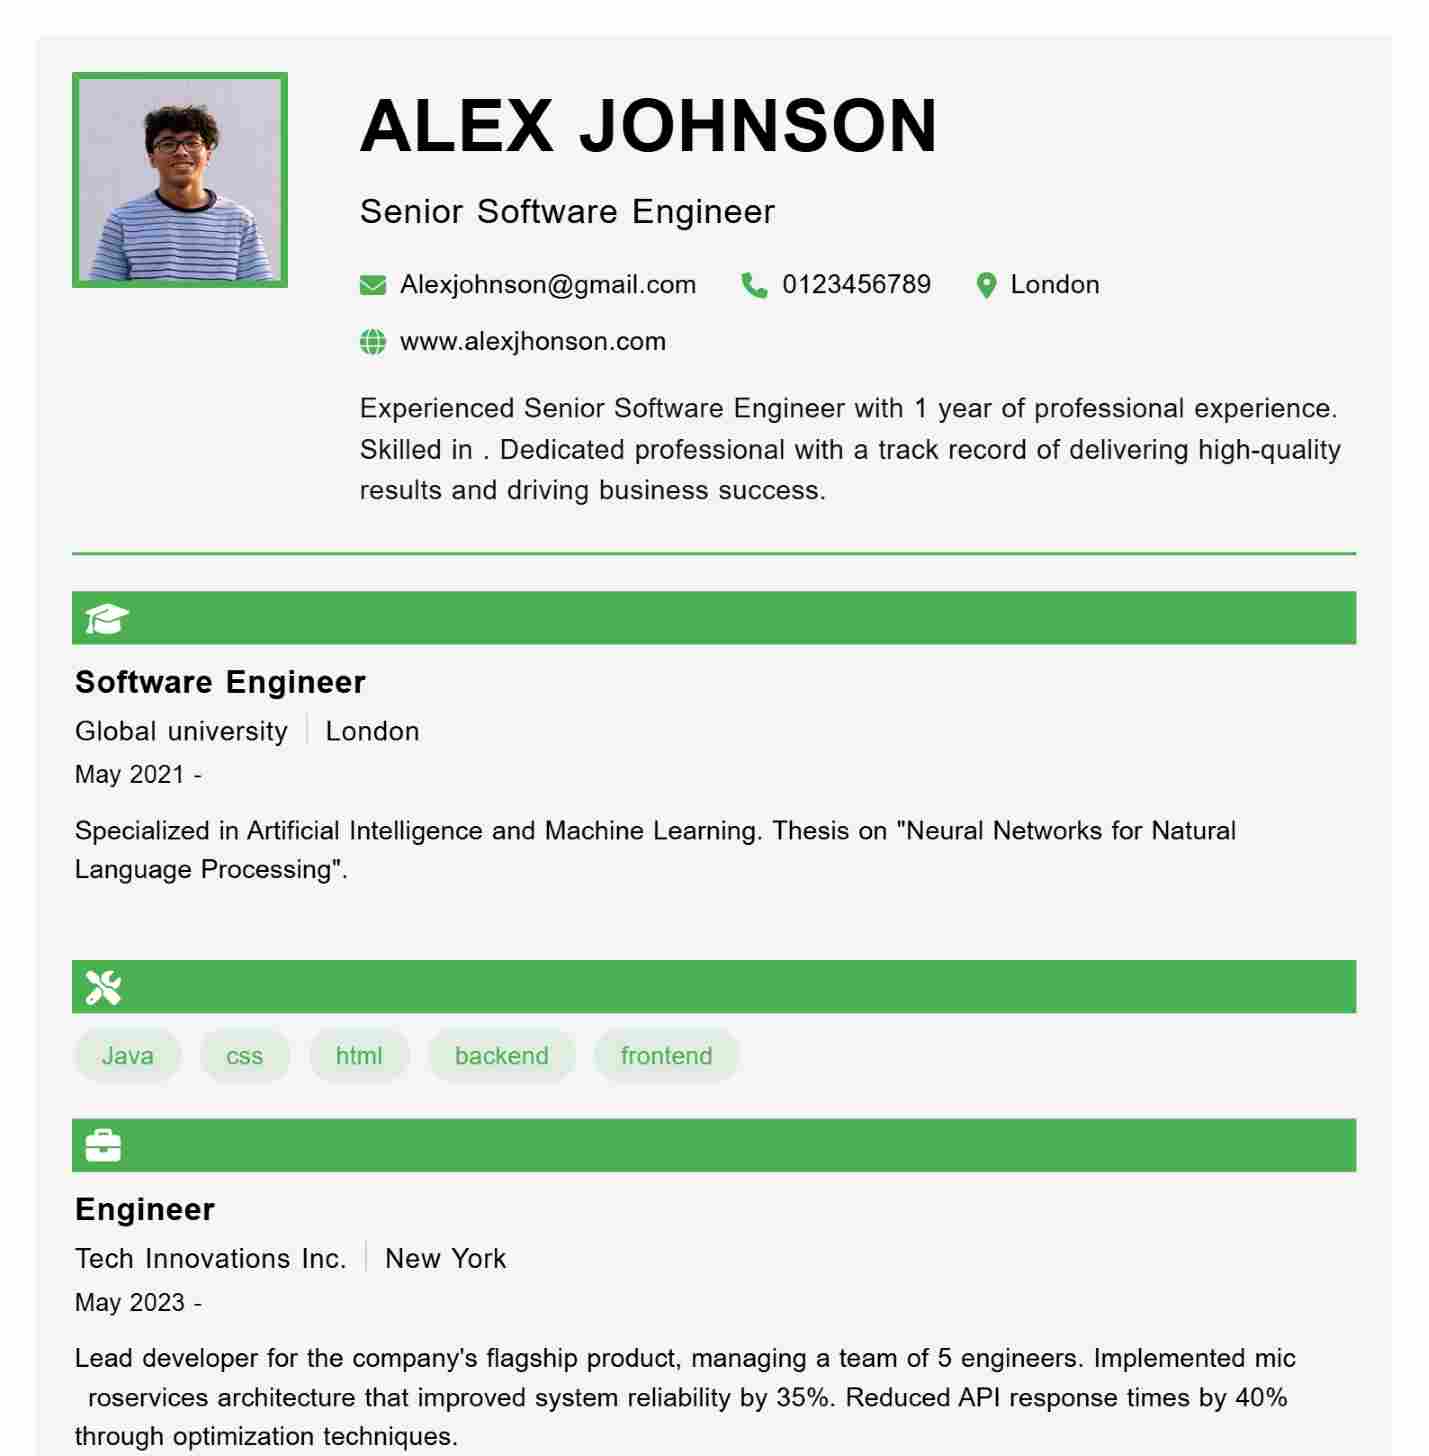 ALEX JOHNSON
Senior Software Engineer
Alexjohnson@gmail.com 0123456789 London
www.alexjhonson.com
Experienced Senior Software Engineer with 1 year of professional experience.
Skilled in . Dedicated professional with a track record of delivering high-quality
results and driving business success.
Software Engineer
Global university London
May 2021 -
Specialized in Artificial Intelligence and Machine Learning. Thesis on "Neural Networks for Natural
Language Processing".
Java css html backend frontend
Engineer
Tech Innovations Inc. New York
May 2023 -
Lead developer for the company's flagship product, managing a team of 5 engineers. Implemented mic
roservices architecture that improved system reliability by 35%. Reduced API response times by 40%
through optimization techniques.